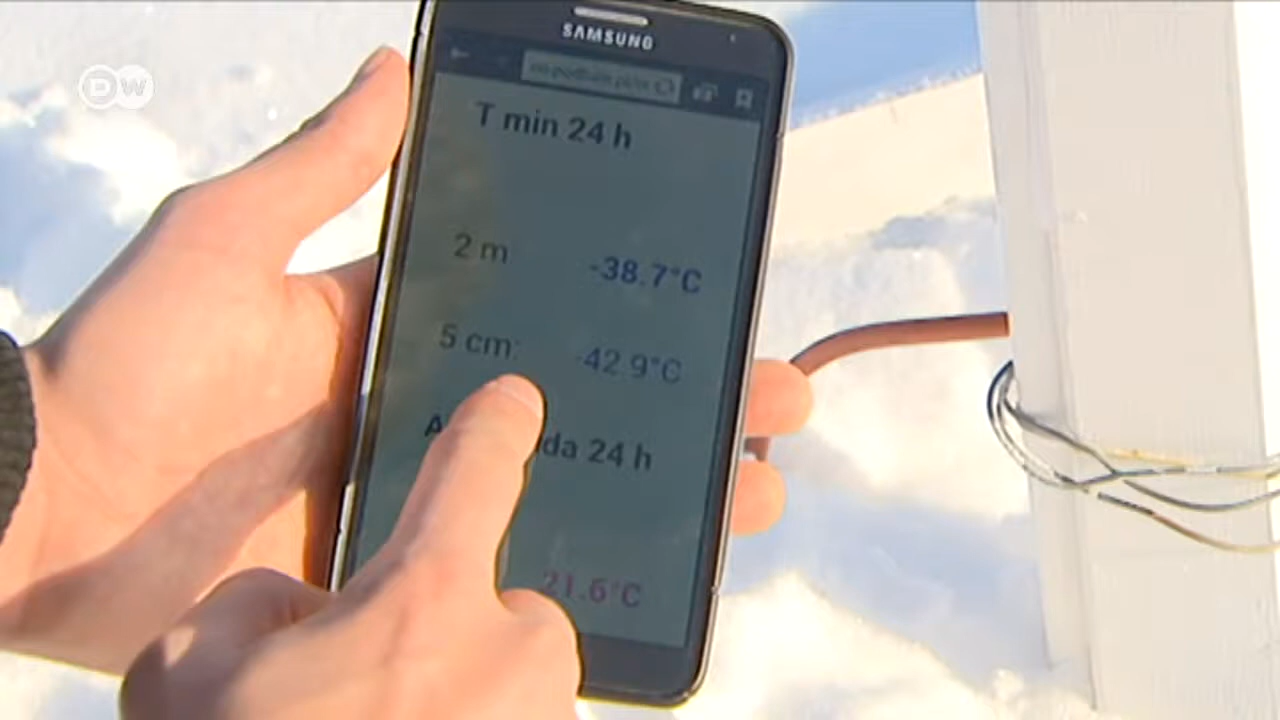 DW
SAMSUNG
T min 24 h
2 m -38.7°C
5 cm: -42.9°C
da 24 h
21.6°C